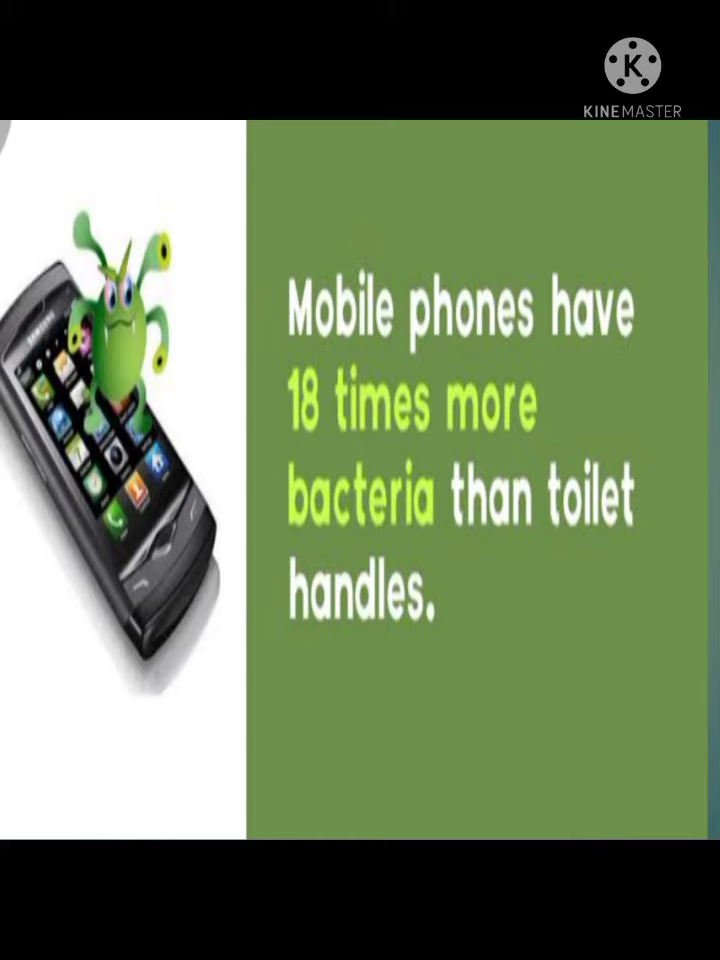 K
KINEMASTER
SAMSUNG
Mobile phones have
18 times more
bacteria than toilet
handles.